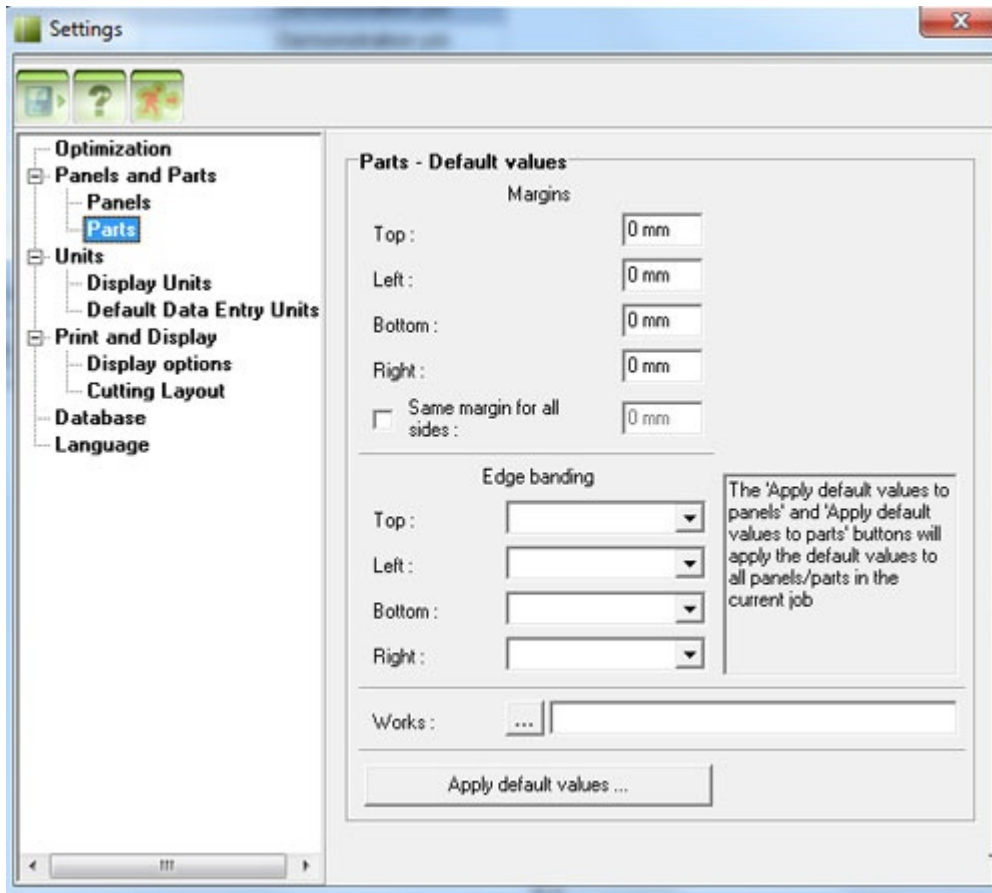 Settings
Optimization
Panels and Parts
Panels
Parts
Units
Display Units
Default Data Entry Units
Print and Display
Display options
Cutting Layout
Database
Language
Parts - Default values
Margins
Top : 0 mm
Left : 0 mm
Bottom : 0 mm
Right : 0 mm
Same margin for all
sides : 0 mm
Edge banding
Top :
Left :
Bottom :
Right :
The 'Apply default values to
panels' and 'Apply default
values to parts' buttons will
apply the default values to
all panels/parts in the
current job
Works : ...
Apply default values ...